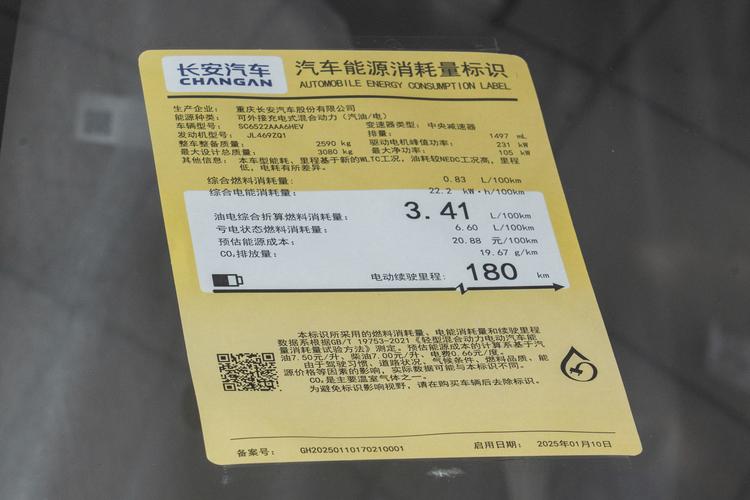 长安汽车 汽车能源消耗量标识
CHANGAN AUTOMOBILE ENERGY CONSUMPTION LABEL
生产企业: 重庆长安汽车股份有限公司
能源种类: 可外接充电式混合动力(汽油/电)
车辆型号: SC6522AAA6HEV 变速器类型: 中央减速器
发动机型号: JL469ZQ1 排量: 1497 mL
整车整备质量: 2590 kg 驱动电机峰值功率: 231 kW
最大设计总质量: 3080 kg 最大净功率: 105 kW
其他信息: 本车型能耗、里程基于新的WLTC工况,油耗较NEDC工况高,里程
低,电耗有所差异。
综合燃料消耗量: 0.83 L/100km
综合电能消耗量: 22.2 kW·h/100km
油电综合折算燃料消耗量: 3.41 L/100km
亏电状态燃料消耗量: 6.60 L/100km
预估能源成本: 20.88 元/100km
CO₂排放量: 19.67 g/km
电动续驶里程: 180 km
本标识所采用的燃料消耗量、电能消耗量和续驶里程
数据系根据GB/T 19753-2021《轻型混合动力电动汽车能
量消耗量试验方法》测定。预估能源成本的计算系基于汽
油7.50元/升、柴油7.00元/升、电费0.66元/度。
由于驾驶习惯、道路状况、气候条件、燃料品质、能
源价格等因素的影响,实际数据可能与本标识不同。
CO₂是主要温室气体之一。
为避免标识影响视野,请在购买车辆后去除标识。
备案号: GH20250110170210001 启用日期: 2025年01月10日